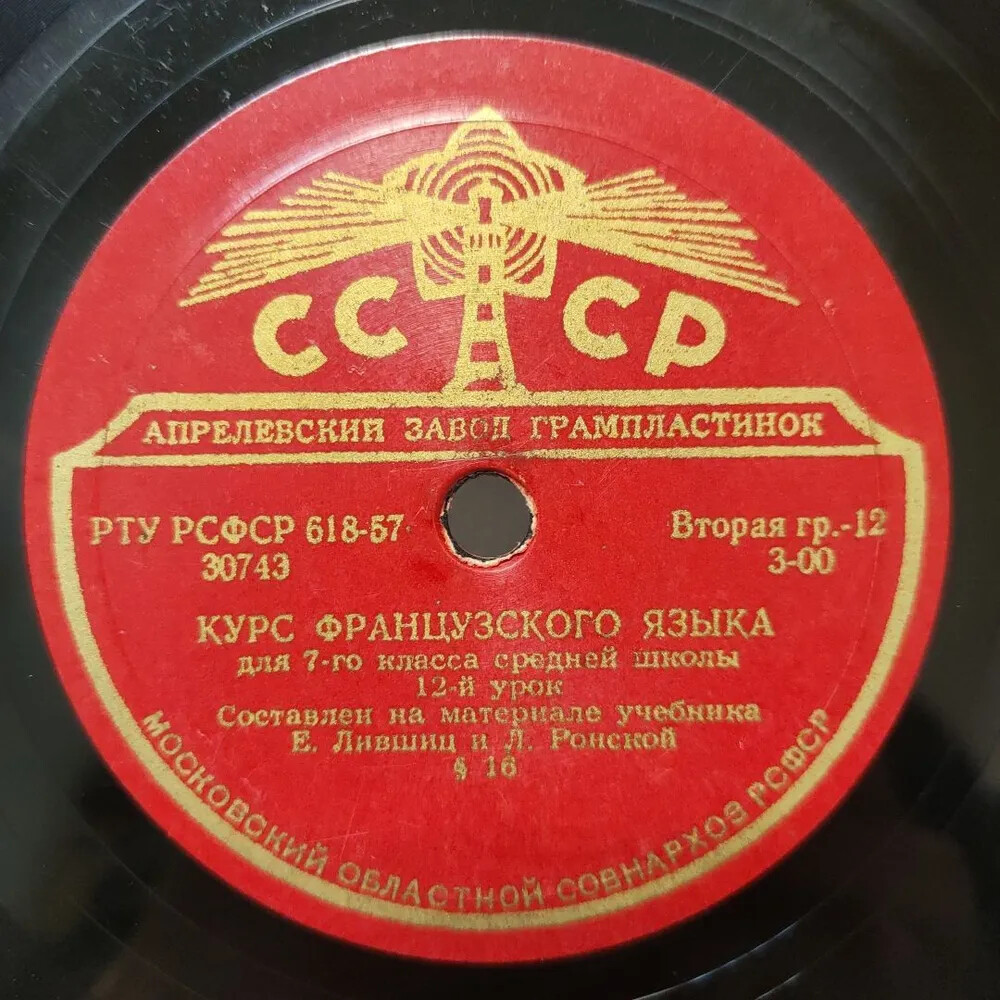 СССР
АПРЕЛЕВСКИЙ ЗАВОД ГРАМПЛАСТИНОК
РТУ РСФСР 618-57
30743
Вторая гр.-12
3-00
КУРС ФРАНЦУЗСКОГО ЯЗЫКА
для 7-го класса средней школы
12-й урок
Составлен на материале учебника
Е. Лившиц и Л. Ронской
§ 16
МОСКОВСКИЙ ОБЛАСТНОЙ СОВНАРХОЗ РСФСР